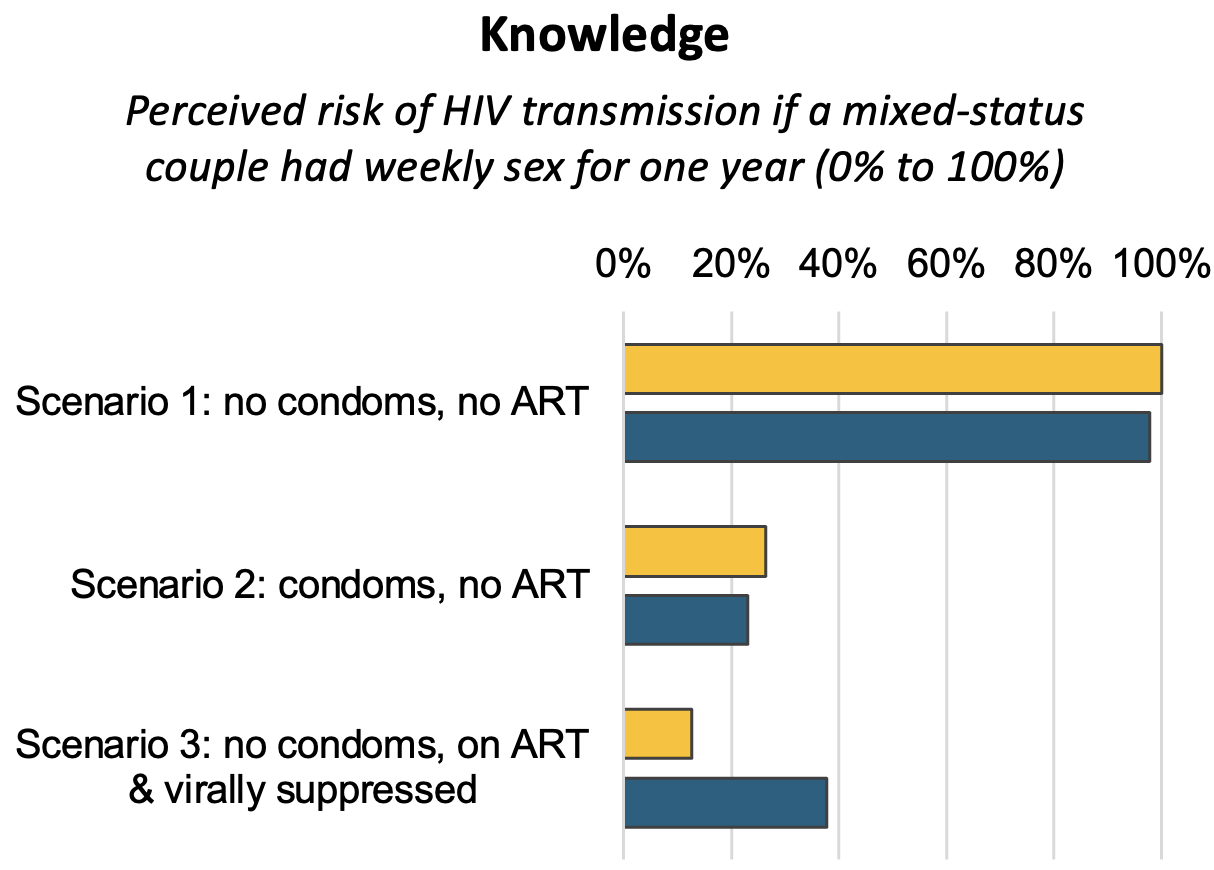 Knowledge
Perceived risk of HIV transmission if a mixed-status
couple had weekly sex for one year (0% to 100%)
0% 20% 40% 60% 80% 100%
Scenario 1: no condoms, no ART
Scenario 2: condoms, no ART
Scenario 3: no condoms, on ART
& virally suppressed